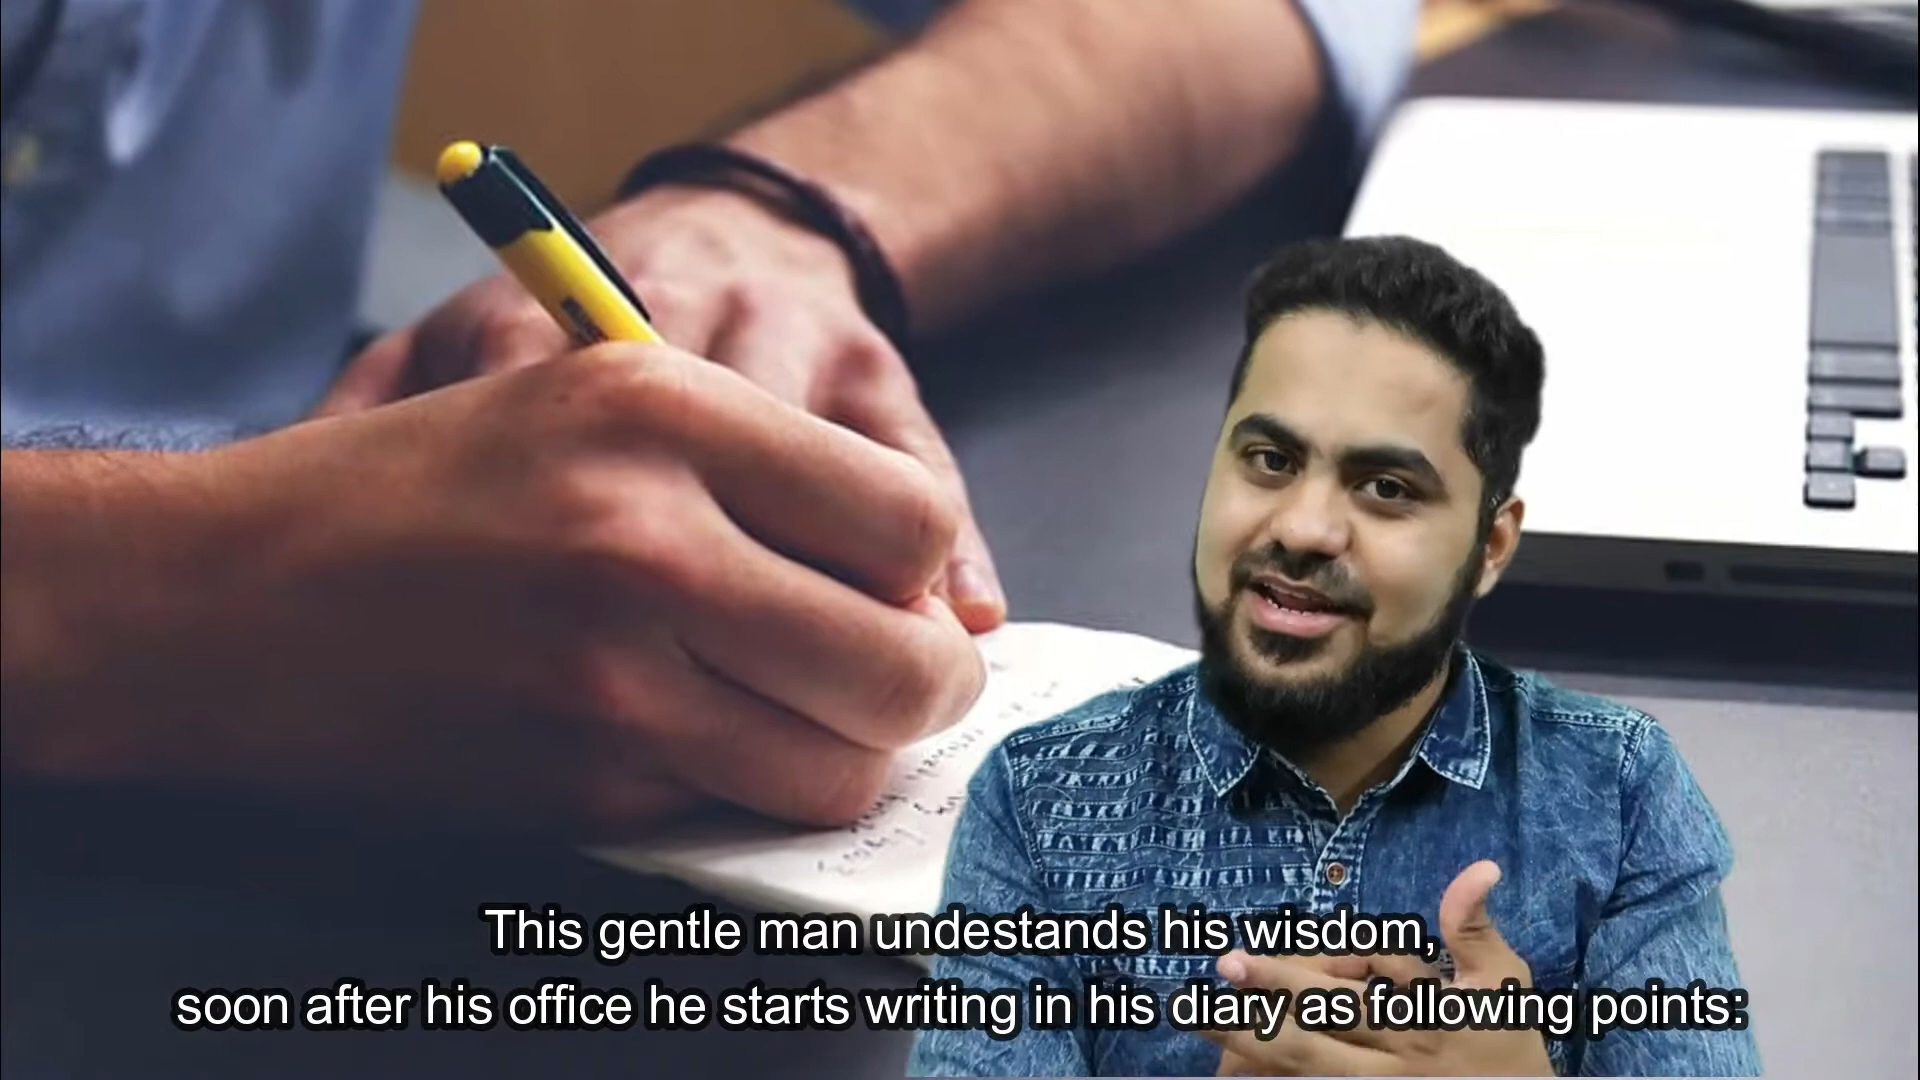 This gentle man undestands his wisdom,
soon after his office he starts writing in his diary as following points: